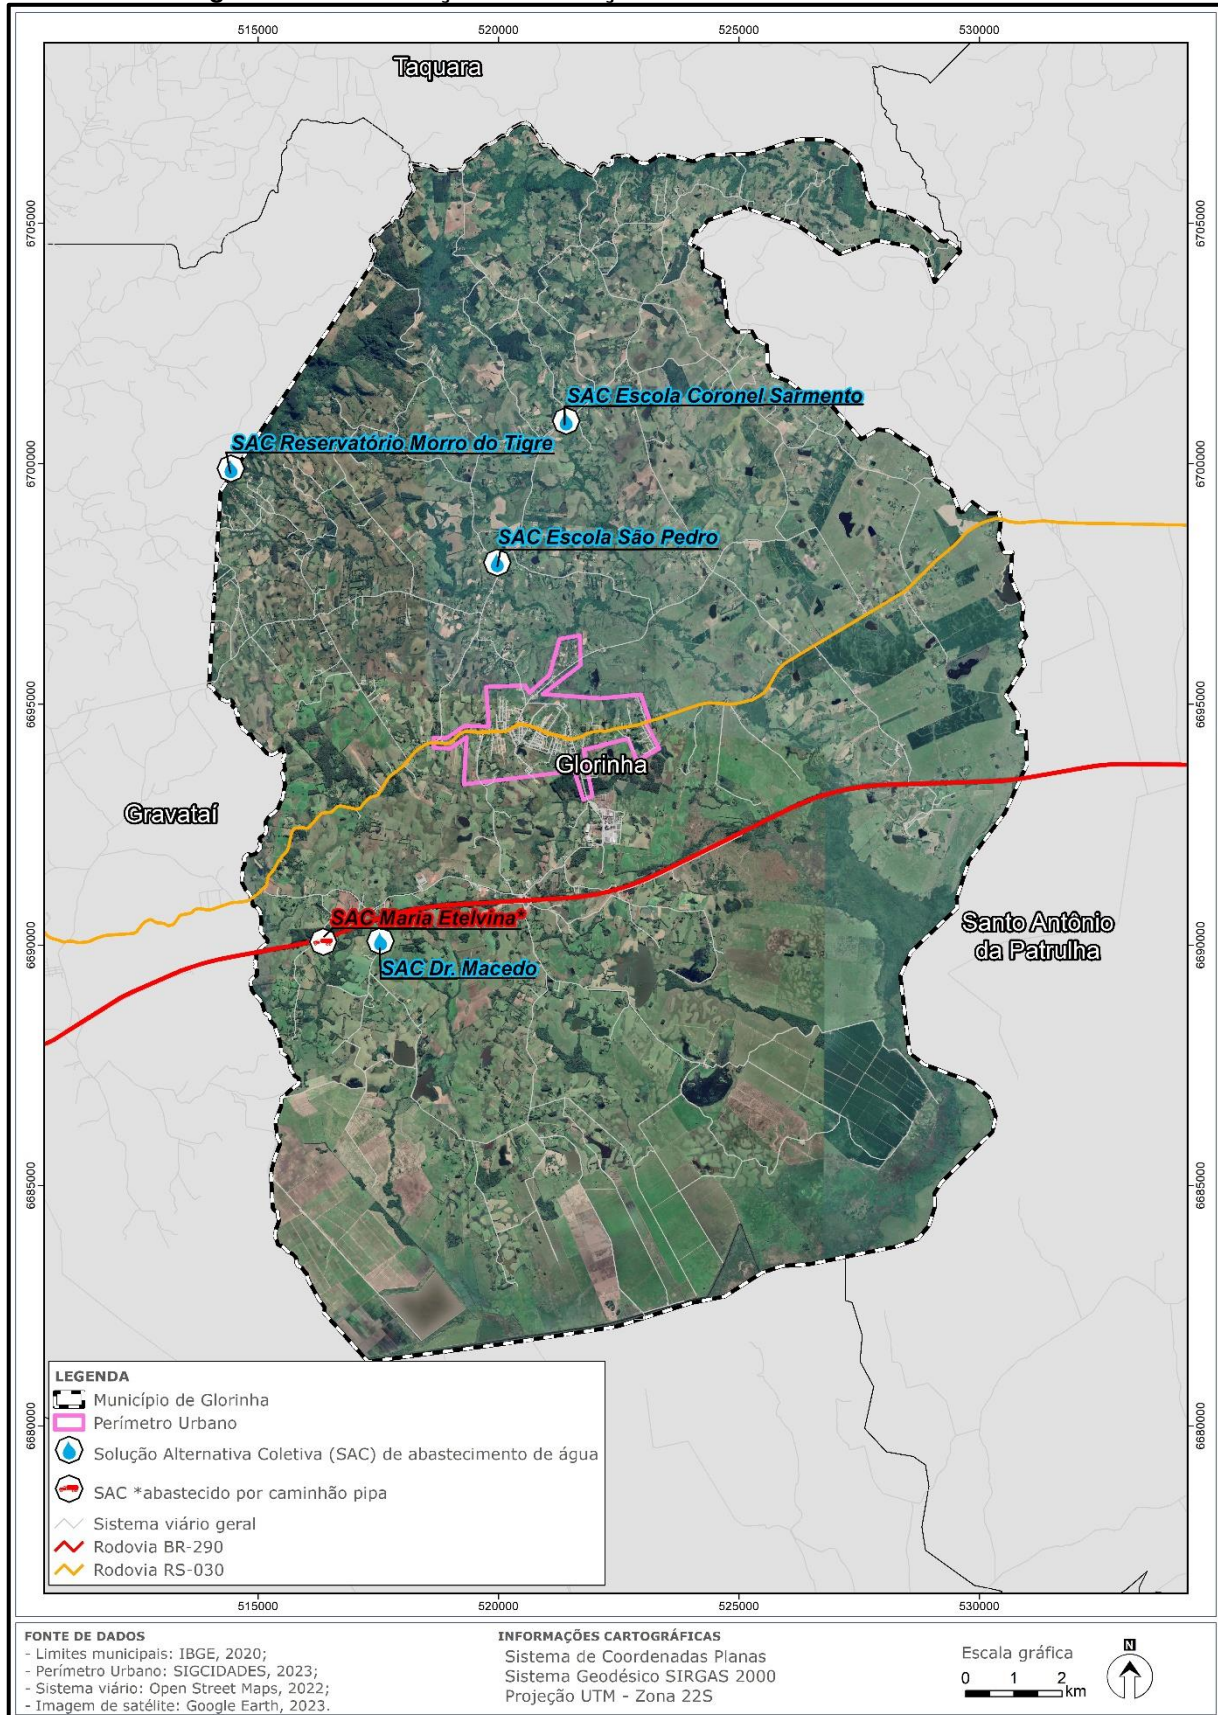 515000
520000
525000
530000
Taquara
6705000
6705000
SAC Escola Coronel Sarmento
SAC Reservatório Morro do Tigre
6700000
6700000
SAC Escola São Pedro
6695000
6695000
Glorinha
Gravataí
SAC Maria Etelvina*
Santo Antônio
da Patrulha
6690000
6690000
SAC Dr. Macedo
6685000
6685000
6680000
6680000
LEGENDA
Município de Glorinha
Perímetro Urbano
Solução Alternativa Coletiva (SAC) de abastecimento de água
SAC *abastecido por caminhão pipa
Sistema viário geral
Rodovia BR-290
Rodovia RS-030
515000
520000
525000
530000
FONTE DE DADOS
- Limites municipais: IBGE, 2020;
- Perímetro Urbano: SIGCIDADES, 2023;
- Sistema viário: Open Street Maps, 2022;
- Imagem de satélite: Google Earth, 2023.
INFORMAÇÕES CARTOGRÁFICAS
Sistema de Coordenadas Planas
Sistema Geodésico SIRGAS 2000
Projeção UTM - Zona 22S
Escala gráfica
0 1 2
km
N